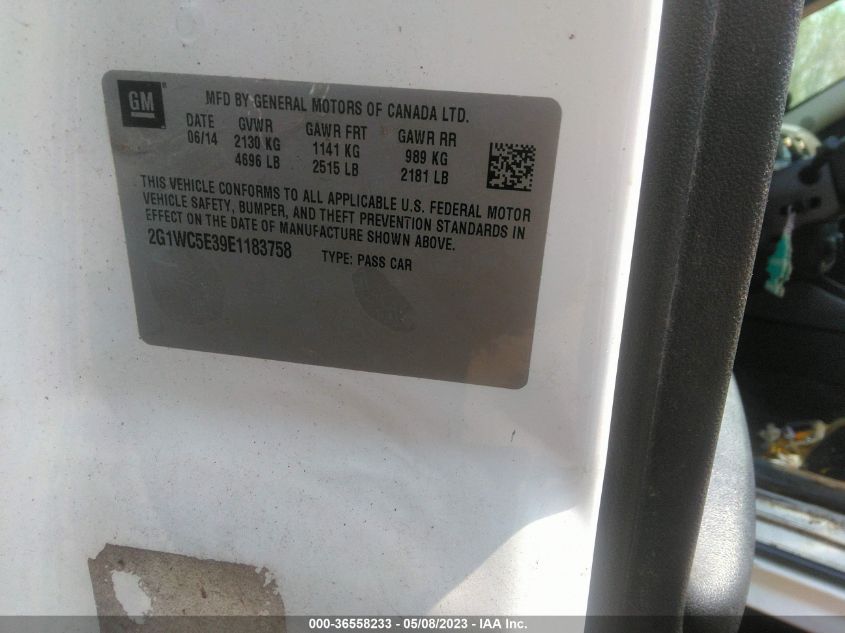 GM
MFD BY GENERAL MOTORS OF CANADA LTD.
DATE GVWR GAWR FRT GAWR RR
06/14 2130 KG 1141 KG 989 KG
4696 LB 2515 LB 2181 LB
THIS VEHICLE CONFORMS TO ALL APPLICABLE U.S. FEDERAL MOTOR
VEHICLE SAFETY, BUMPER, AND THEFT PREVENTION STANDARDS IN
EFFECT ON THE DATE OF MANUFACTURE SHOWN ABOVE.
2G1WC5E39E1183758 TYPE: PASS CAR
000-36558233 - 05/08/2023 - IAA Inc.